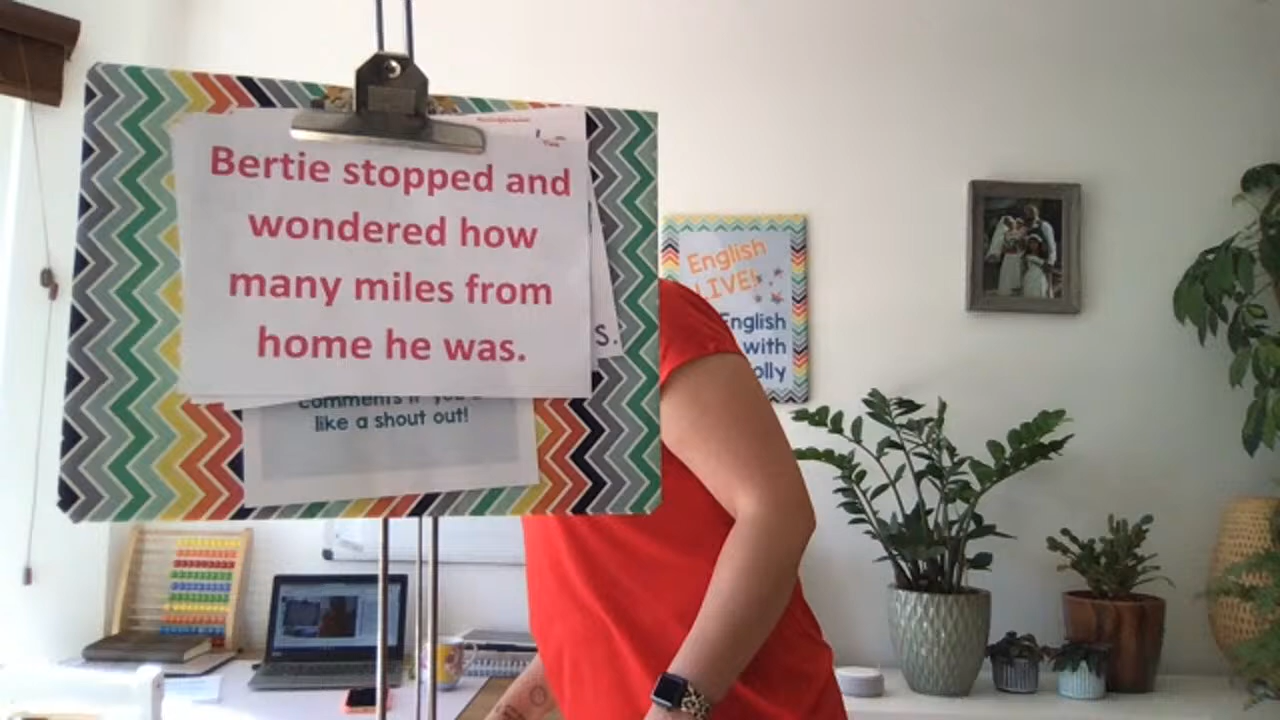 Bertie stopped and
wondered how
many miles from
home he was.
s.
comments if you'd
like a shout out!
English
LIVE!
English
with
olly